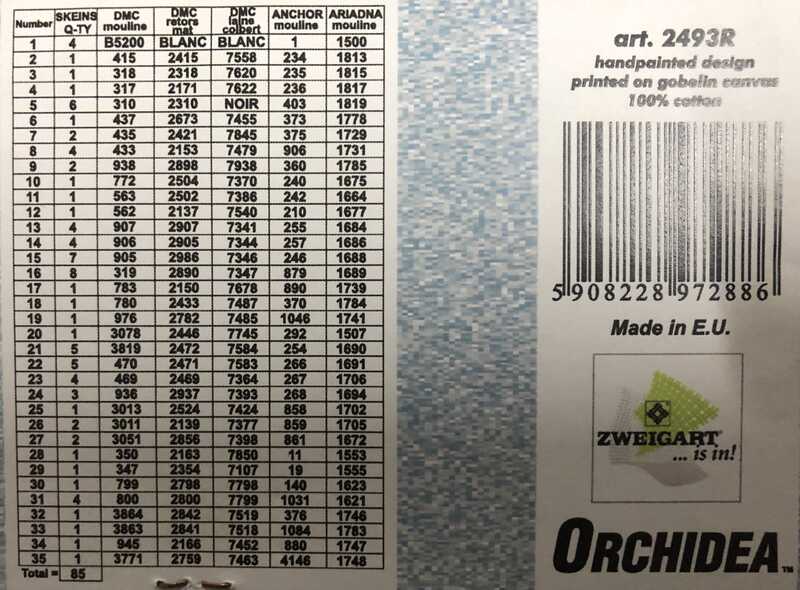 Number SKEINS Q-TY DMC mouline DMC retors mat DMC laine colbert ANCHOR mouline ARIADNA mouline
1 4 B5200 BLANC BLANC 1 1500
2 1 415 2415 7558 234 1813
3 1 318 2318 7620 235 1815
4 1 317 2171 7622 236 1817
5 6 310 2310 NOIR 403 1819
6 1 437 2673 7455 373 1778
7 2 435 2421 7845 375 1729
8 4 433 2153 7479 906 1731
9 2 938 2898 7938 360 1785
10 1 772 2504 7370 240 1675
11 1 563 2502 7386 242 1664
12 1 562 2137 7540 210 1677
13 4 907 2907 7341 255 1684
14 4 906 2905 7344 257 1686
15 7 905 2986 7346 246 1688
16 8 319 2890 7347 879 1689
17 1 783 2150 7678 890 1739
18 1 780 2433 7487 370 1784
19 1 976 2782 7485 1046 1741
20 1 3078 2446 7745 292 1507
21 5 3819 2472 7584 254 1690
22 5 470 2471 7583 266 1691
23 4 469 2469 7364 267 1706
24 3 936 2937 7393 268 1694
25 1 3013 2524 7424 858 1702
26 2 3011 2139 7377 859 1705
27 2 3051 2856 7398 861 1672
28 1 350 2163 7850 11 1553
29 1 347 2354 7107 19 1555
30 1 799 2798 7798 140 1623
31 4 800 2800 7799 1031 1621
32 1 3864 2842 7519 376 1746
33 1 3863 2841 7518 1084 1783
34 1 945 2166 7452 880 1747
35 1 3771 2759 7463 4146 1748
Total = 85
art. 2493R
handpainted design
printed on gobelin canvas
100% cotton
5 908228 972886
Made in E.U.
ZWEIGART®
... is in!
ORCHIDEA™